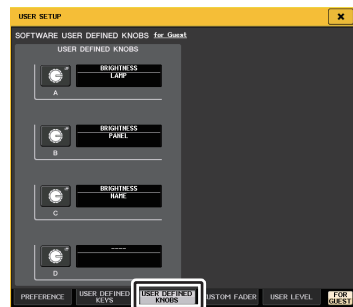 USER SETUP
SOFTWARE USER DEFINED KNOBS for Guest
USER DEFINED KNOBS
BRIGHTNESS
LAMP
A
BRIGHTNESS
PANEL
B
BRIGHTNESS
NAME
C
----
D
PREFERENCE
USER DEFINED
KEYS
USER DEFINED
KNOBS
USTOM FADER
USER LEVEL
FOR
GUEST